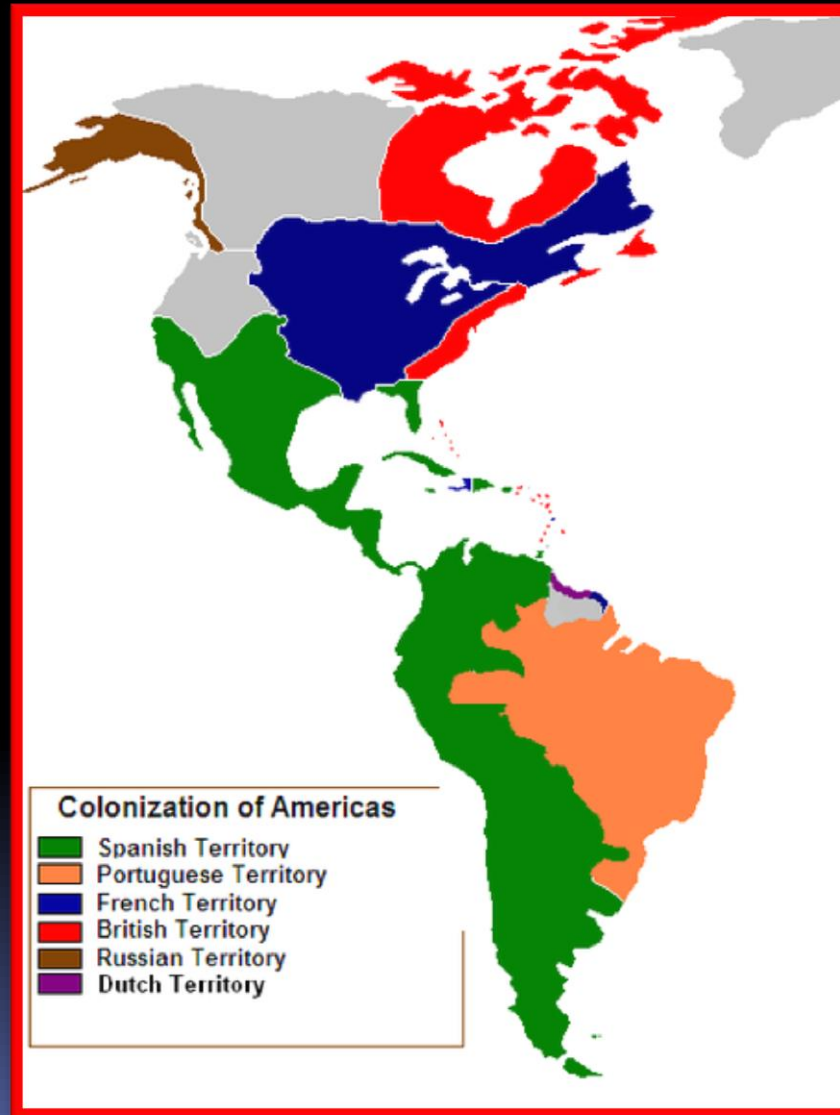 Colonization of Americas
Spanish Territory
Portuguese Territory
French Territory
British Territory
Russian Territory
Dutch Territory